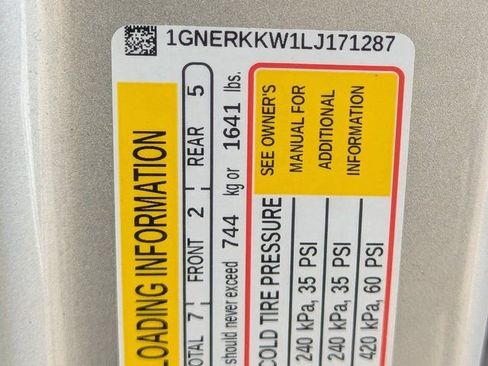 1GNERKKW1LJ171287
LOADING INFORMATION
OTAL 7 FRONT 2 REAR 5
should never exceed 744 kg or 1641 lbs.
SEE OWNER'S
MANUAL FOR
ADDITIONAL
INFORMATION
COLD TIRE PRESSURE
240 kPa, 35 PSI
240 kPa, 35 PSI
420 kPa, 60 PSI